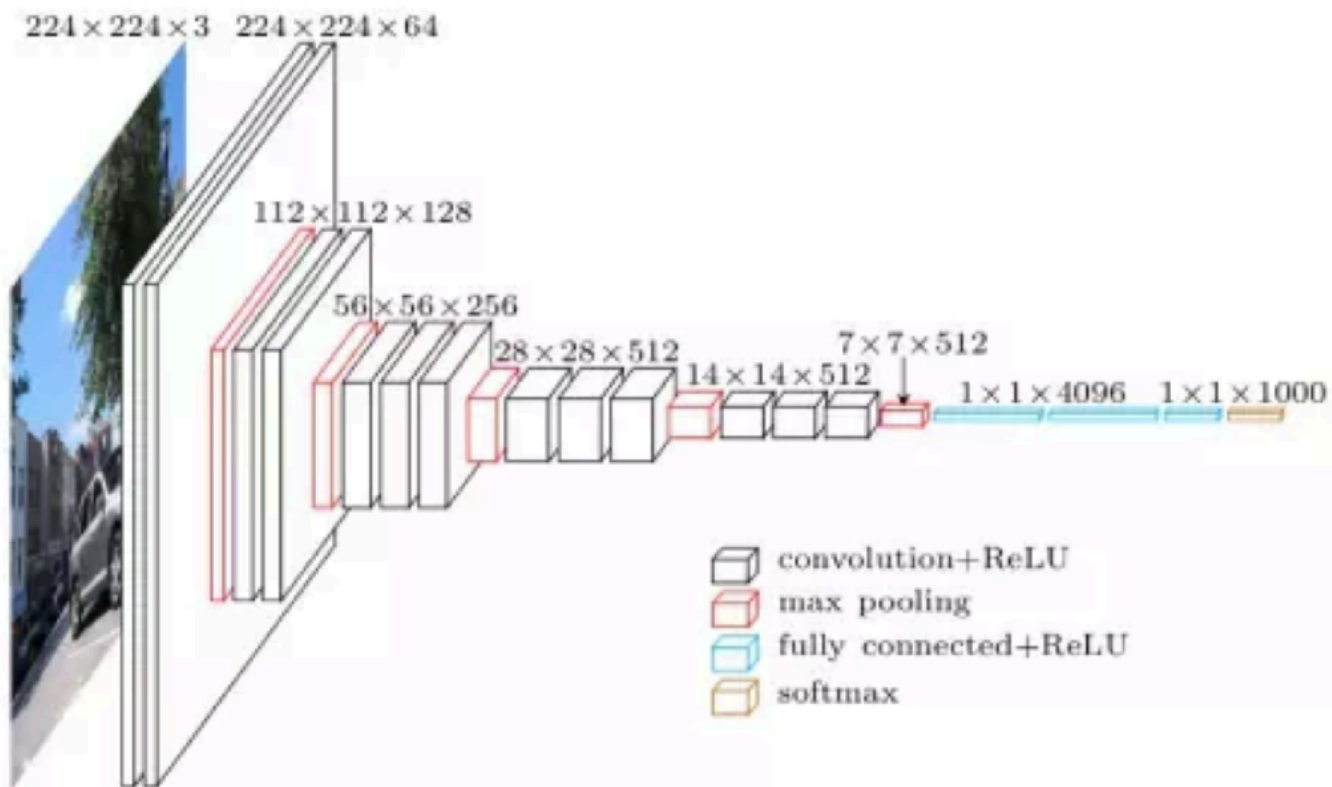 224×224×3
224×224×64
112×112×128
56×56×256
28×28×512
14×14×512
7×7×512
1×1×4096
1×1×1000
convolution+ReLU
max pooling
fully connected+ReLU
softmax